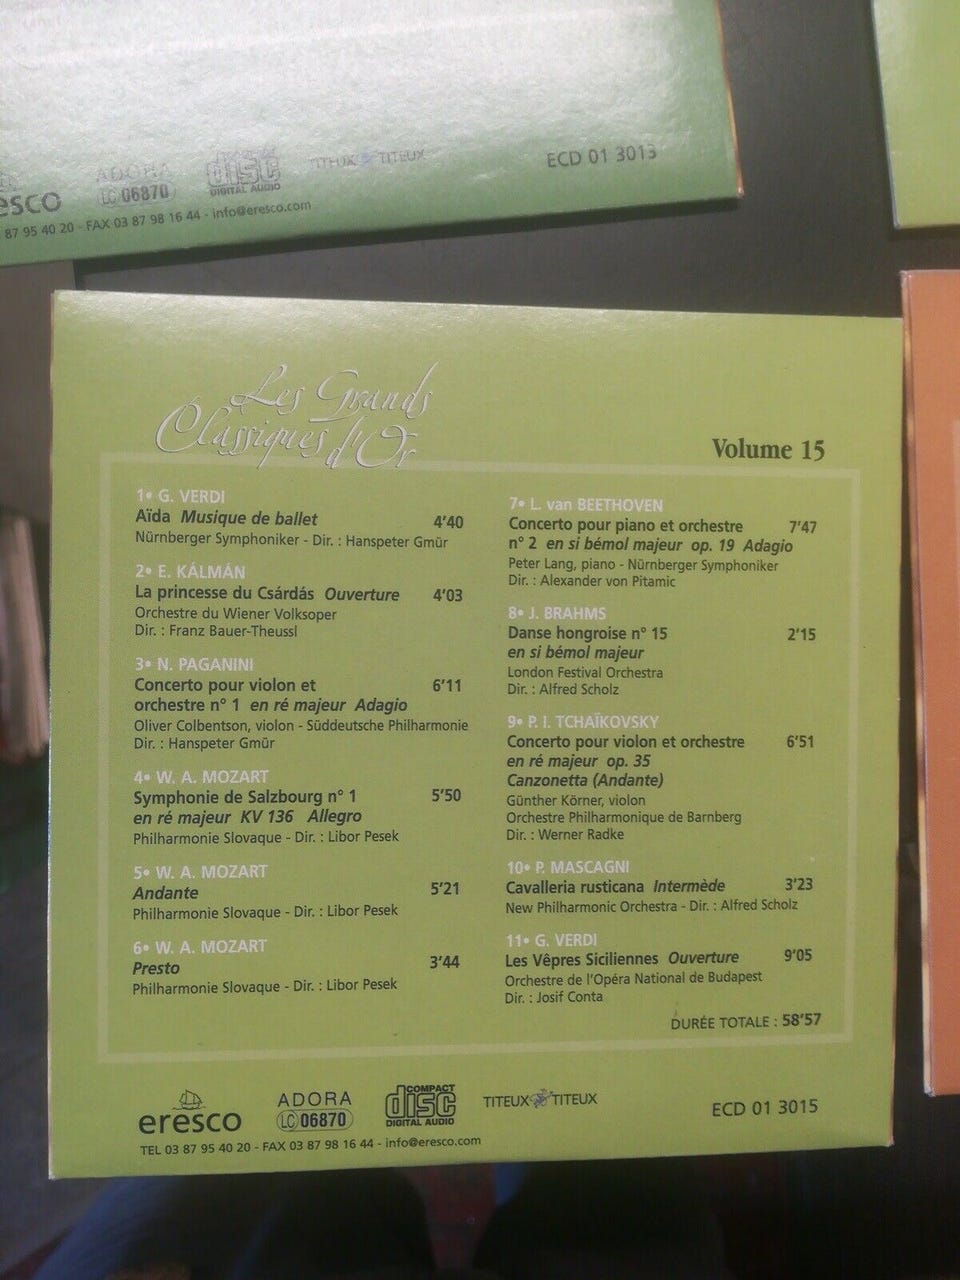 ECD 01 3013
ADORA
LC 06870
disc
DIGITAL AUDIO
TITEUX TITEUX
esco
87 95 40 20 - FAX 03 87 98 16 44 - info@eresco.com
Les Grands
Classiques d'Or
Volume 15
1• G. VERDI
Aïda Musique de ballet 4'40
Nürnberger Symphoniker - Dir. : Hanspeter Gmür
2• E. KÁLMÁN
La princesse du Csárdás Ouverture 4'03
Orchestre du Wiener Volksoper
Dir. : Franz Bauer-Theussl
3• N. PAGANINI
Concerto pour violon et 6'11
orchestre n° 1 en ré majeur Adagio
Oliver Colbentson, violon - Süddeutsche Philharmonie
Dir. : Hanspeter Gmür
4• W. A. MOZART
Symphonie de Salzbourg n° 1 5'50
en ré majeur KV 136 Allegro
Philharmonie Slovaque - Dir. : Libor Pesek
5• W. A. MOZART
Andante 5'21
Philharmonie Slovaque - Dir. : Libor Pesek
6• W. A. MOZART
Presto 3'44
Philharmonie Slovaque - Dir. : Libor Pesek
7• L. van BEETHOVEN
Concerto pour piano et orchestre 7'47
n° 2 en si bémol majeur op. 19 Adagio
Peter Lang, piano - Nürnberger Symphoniker
Dir. : Alexander von Pitamic
8• J. BRAHMS
Danse hongroise n° 15 2'15
en si bémol majeur
London Festival Orchestra
Dir. : Alfred Scholz
9• P. I. TCHAÏKOVSKY
Concerto pour violon et orchestre 6'51
en ré majeur op. 35
Canzonetta (Andante)
Günther Körner, violon
Orchestre Philharmonique de Barnberg
Dir. : Werner Radke
10• P. MASCAGNI
Cavalleria rusticana Intermède 3'23
New Philharmonic Orchestra - Dir. : Alfred Scholz
11• G. VERDI
Les Vêpres Siciliennes Ouverture 9'05
Orchestre de l'Opéra National de Budapest
Dir. : Josif Conta
DURÉE TOTALE : 58'57
eresco
ADORA
LC 06870
COMPACT
disc
DIGITAL AUDIO
TITEUX TITEUX
ECD 01 3015
TEL 03 87 95 40 20 - FAX 03 87 98 16 44 - info@eresco.com